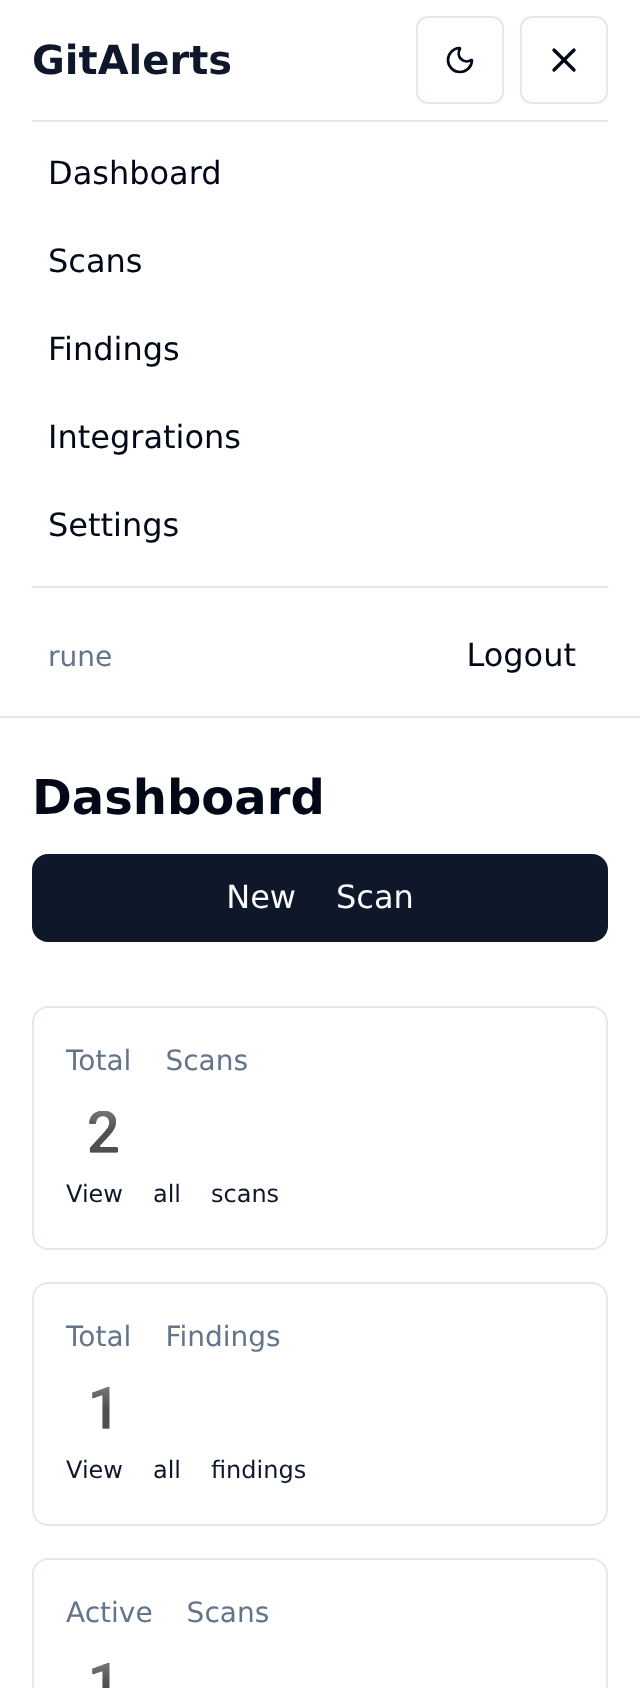 GitAlerts
Dashboard
Scans
Findings
Integrations
Settings
rune
Logout
Dashboard
New Scan
Total Scans
2
View all scans
Total Findings
1
View all findings
Active Scans
1